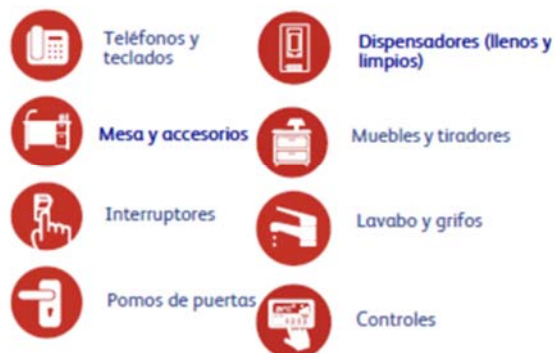 Teléfonos y
teclados
Dispensadores (llenos y
limpios)
Mesa y accesorios
Muebles y tiradores
Interruptores
Lavabo y grifos
Pomos de puertas
Controles